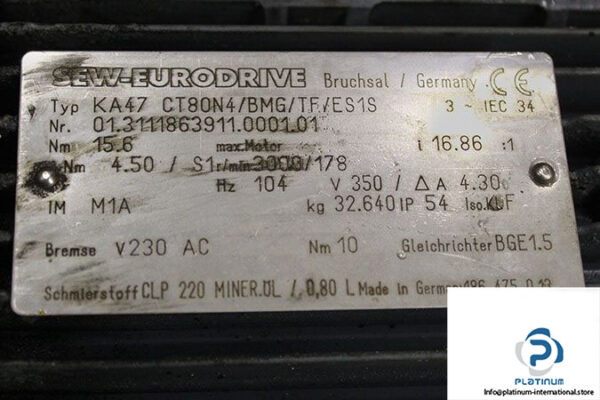 SEW-EURODRIVE Bruchsal / Germany CE
Typ KA47 CT80N4/BMG/TF/ES1S 3 ~ IEC 34
Nr. 01.3111863911.0001.01
Nm 15.6 max.Motor i 16.86 :1
Nm 4.50 / S1 r/min 3000/178
Hz 104 V 350 / Δ A 4.30
IM M1A kg 32.640 IP 54 Iso.Kl.F
Bremse V230 AC Nm 10 Gleichrichter BGE1.5
Schmierstoff CLP 220 MINER.ÖL / 0,80 L Made in Germany
P
PLATINUM
Info@platinum-international.store